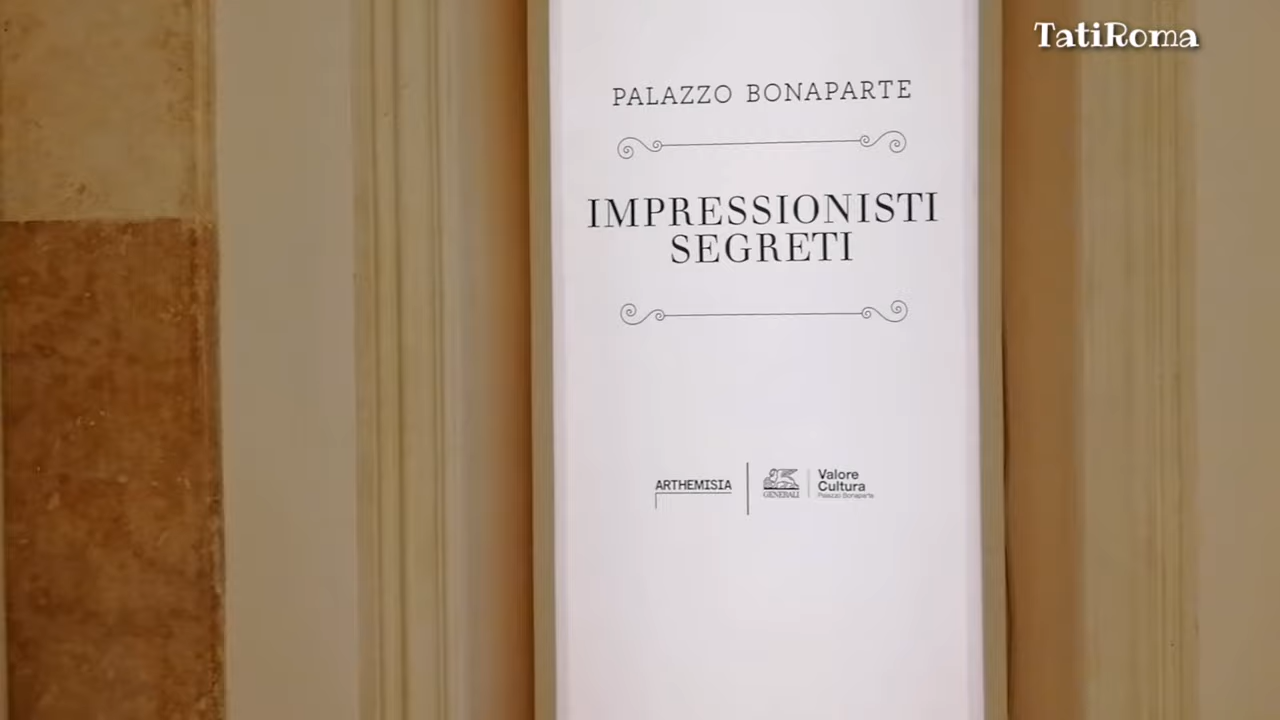 TatiRoma
PALAZZO BONAPARTE
IMPRESSIONISTI
SEGRETI
ARTHEMISIA
GENERALI
Valore
Cultura
Palazzo Bonaparte